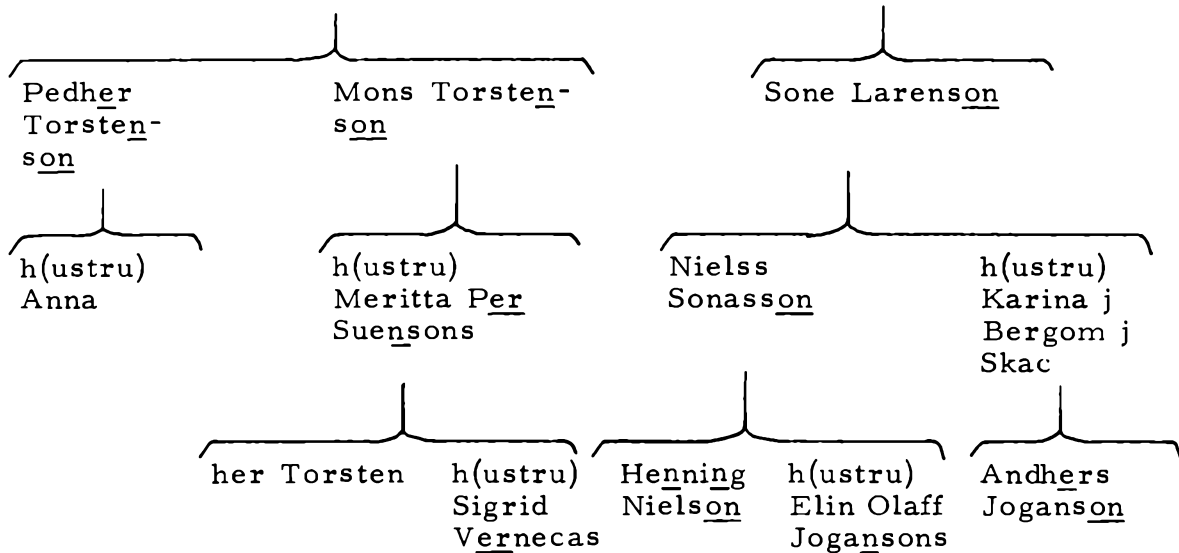 Pedher
Torsten-
son
Mons Torsten-
son
Sone Larenson
h(ustru)
Anna
h(ustru)
Meritta Per
Suensons
Nielss
Sonasson
h(ustru)
Karina j
Bergom j
Skac
her Torsten
h(ustru)
Sigrid
Vernecas
Henning
Nielson
h(ustru)
Elin Olaff
Jogansons
Andhers
Joganson